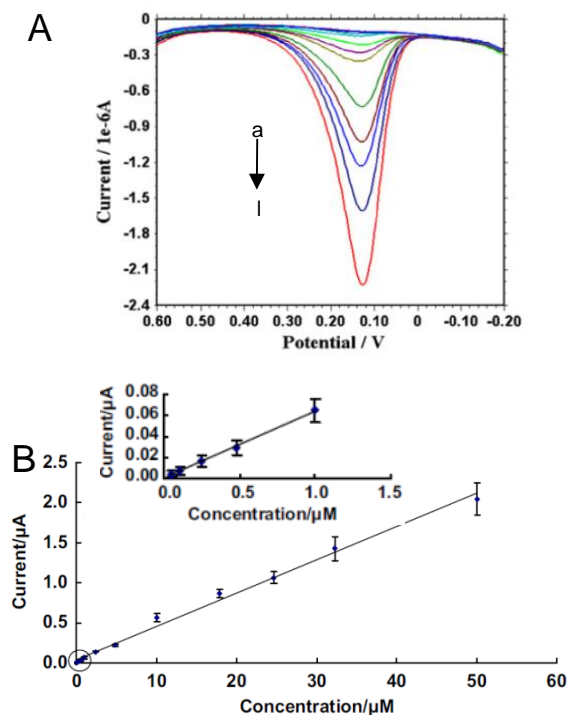 A
0
-0.3
-0.6
-0.9
-1.2
-1.5
-1.8
-2.1
-2.4
Current / 1e-6A
a
l
0.60 0.50 0.40 0.30 0.20 0.10 0 -0.10 -0.20
Potential / V
B
0.08
0.06
0.04
0.02
0.00
Current/µA
0.0 0.5 1.0 1.5
Concentration/µM
2.5
2.0
1.5
1.0
0.5
0.0
Current/µA
0 10 20 30 40 50 60
Concentration/µM